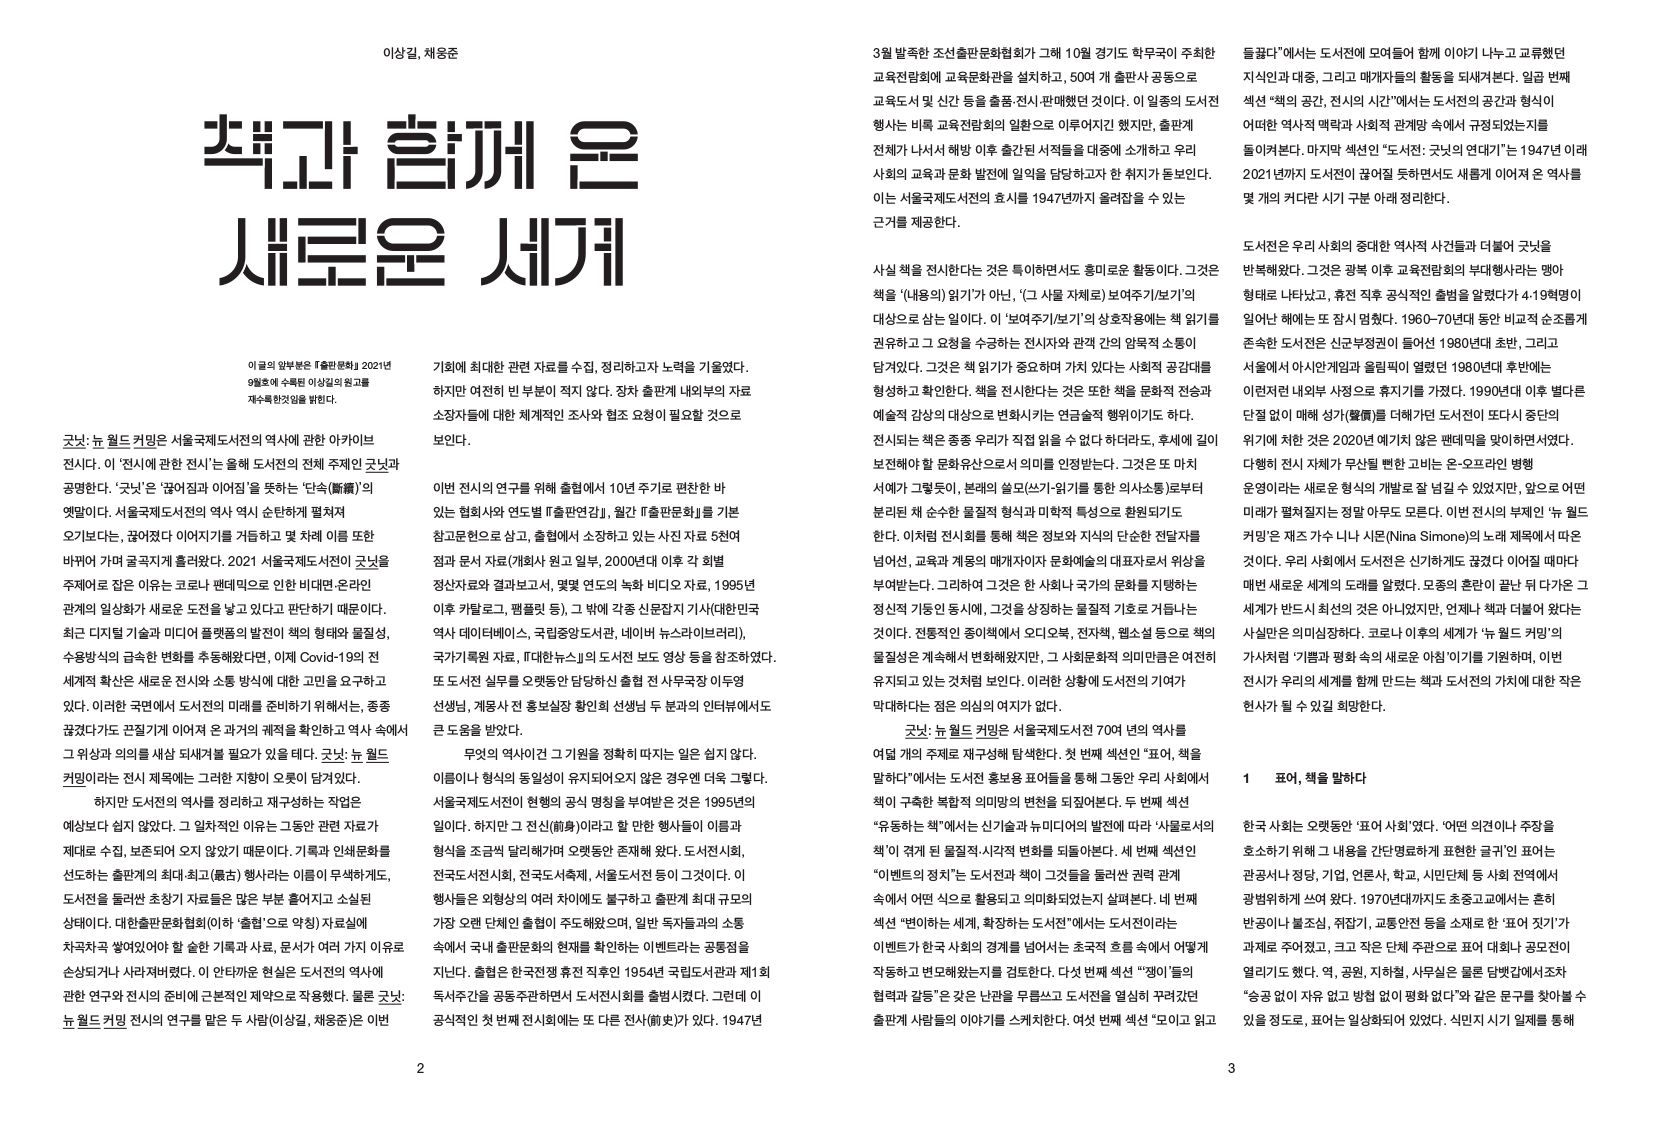 이상길, 채웅준
책과 함께 온
새로운 세계
이 글의 앞부분은 『출판문화』 2021년
9월호에 수록된 이상길의 원고를
재수록한것임을 밝힌다.
긋닛: 뉴 월드 커밍은 서울국제도서전의 역사에 관한 아카이브
전시다. 이 ‘전시에 관한 전시’는 올해 도서전의 전체 주제인 긋닛과
공명한다. ‘긋닛’은 ‘끊어짐과 이어짐’을 뜻하는 ‘단속(斷續)’의
옛말이다. 서울국제도서전의 역사 역시 순탄하게 펼쳐져
오기보다는, 끊어졌다 이어지기를 거듭하고 몇 차례 이름 또한
바뀌어 가며 굴곡지게 흘러왔다. 2021 서울국제도서전이 긋닛을
주제어로 잡은 이유는 코로나 팬데믹으로 인한 비대면·온라인
관계의 일상화가 새로운 도전을 낳고 있다고 판단하기 때문이다.
최근 디지털 기술과 미디어 플랫폼의 발전이 책의 형태와 물질성,
수용방식의 급속한 변화를 추동해왔다면, 이제 Covid-19의 전
세계적 확산은 새로운 전시와 소통 방식에 대한 고민을 요구하고
있다. 이러한 국면에서 도서전의 미래를 준비하기 위해서는, 종종
끊겼다가도 끈질기게 이어져 온 과거의 궤적을 확인하고 역사 속에서
그 위상과 의의를 새삼 되새겨볼 필요가 있을 테다. 긋닛: 뉴 월드
커밍이라는 전시 제목에는 그러한 지향이 오롯이 담겨있다.
하지만 도서전의 역사를 정리하고 재구성하는 작업은
예상보다 쉽지 않았다. 그 일차적인 이유는 그동안 관련 자료가
제대로 수집, 보존되어 오지 않았기 때문이다. 기록과 인쇄문화를
선도하는 출판계의 최대·최고(最古) 행사라는 이름이 무색하게도,
도서전을 둘러싼 초창기 자료들은 많은 부분 흩어지고 소실된
상태이다. 대한출판문화협회(이하 ‘출협’으로 약칭) 자료실에
차곡차곡 쌓여있어야 할 숱한 기록과 사료, 문서가 여러 가지 이유로
손상되거나 사라져버렸다. 이 안타까운 현실은 도서전의 역사에
관한 연구와 전시의 준비에 근본적인 제약으로 작용했다. 물론 긋닛:
뉴 월드 커밍 전시의 연구를 맡은 두 사람(이상길, 채웅준)은 이번
기회에 최대한 관련 자료를 수집, 정리하고자 노력을 기울였다.
하지만 여전히 빈 부분이 적지 않다. 장차 출판계 내외부의 자료
소장자들에 대한 체계적인 조사와 협조 요청이 필요할 것으로
보인다.
이번 전시의 연구를 위해 출협에서 10년 주기로 편찬한 바
있는 협회사와 연도별 『출판연감』, 월간 『출판문화』를 기본
참고문헌으로 삼고, 출협에서 소장하고 있는 사진 자료 5천여
점과 문서 자료(개회사 원고 일부, 2000년대 이후 각 회별
정산자료와 결과보고서, 몇몇 연도의 녹화 비디오 자료, 1995년
이후 카탈로그, 팸플릿 등), 그 밖에 각종 신문잡지 기사(대한민국
역사 데이터베이스, 국립중앙도서관, 네이버 뉴스라이브러리),
국가기록원 자료, 『대한뉴스』의 도서전 보도 영상 등을 참조하였다.
또 도서전 실무를 오랫동안 담당하신 출협 전 사무국장 이두영
선생님, 계몽사 전 홍보실장 황인희 선생님 두 분과의 인터뷰에서도
큰 도움을 받았다.
무엇의 역사이건 그 기원을 정확히 따지는 일은 쉽지 않다.
이름이나 형식의 동일성이 유지되어오지 않은 경우엔 더욱 그렇다.
서울국제도서전이 현행의 공식 명칭을 부여받은 것은 1995년의
일이다. 하지만 그 전신(前身)이라고 할 만한 행사들이 이름과
형식을 조금씩 달리해가며 오랫동안 존재해 왔다. 도서전시회,
전국도서전시회, 전국도서축제, 서울도서전 등이 그것이다. 이
행사들은 외형상의 여러 차이에도 불구하고 출판계 최대 규모의
가장 오랜 단체인 출협이 주도해왔으며, 일반 독자들과의 소통
속에서 국내 출판문화의 현재를 확인하는 이벤트라는 공통점을
지닌다. 출협은 한국전쟁 휴전 직후인 1954년 국립도서관과 제1회
독서주간을 공동주관하면서 도서전시회를 출범시켰다. 그런데 이
공식적인 첫 번째 전시회에는 또 다른 전사(前史)가 있다. 1947년
2
3월 발족한 조선출판문화협회가 그해 10월 경기도 학무국이 주최한
교육전람회에 교육문화관을 설치하고, 50여 개 출판사 공동으로
교육도서 및 신간 등을 출품·전시·판매했던 것이다. 이 일종의 도서전
행사는 비록 교육전람회의 일환으로 이루어지긴 했지만, 출판계
전체가 나서서 해방 이후 출간된 서적들을 대중에 소개하고 우리
사회의 교육과 문화 발전에 일익을 담당하고자 한 취지가 돋보인다.
이는 서울국제도서전의 효시를 1947년까지 올려잡을 수 있는
근거를 제공한다.
사실 책을 전시한다는 것은 특이하면서도 흥미로운 활동이다. 그것은
책을 ‘(내용의) 읽기’가 아닌, ‘(그 사물 자체로) 보여주기/보기’의
대상으로 삼는 일이다. 이 ‘보여주기/보기’의 상호작용에는 책 읽기를
권유하고 그 요청을 수긍하는 전시자와 관객 간의 암묵적 소통이
담겨있다. 그것은 책 읽기가 중요하며 가치 있다는 사회적 공감대를
형성하고 확인한다. 책을 전시한다는 것은 또한 책을 문화적 전승과
예술적 감상의 대상으로 변화시키는 연금술적 행위이기도 하다.
전시되는 책은 종종 우리가 직접 읽을 수 없다 하더라도, 후세에 길이
보전해야 할 문화유산으로서 의미를 인정받는다. 그것은 또 마치
서예가 그렇듯이, 본래의 쓸모(쓰기-읽기를 통한 의사소통)로부터
분리된 채 순수한 물질적 형식과 미학적 특성으로 환원되기도
한다. 이처럼 전시회를 통해 책은 정보와 지식의 단순한 전달자를
넘어선, 교육과 계몽의 매개자이자 문화예술의 대표자로서 위상을
부여받는다. 그리하여 그것은 한 사회나 국가의 문화를 지탱하는
정신적 기둥인 동시에, 그것을 상징하는 물질적 기호로 거듭나는
것이다. 전통적인 종이책에서 오디오북, 전자책, 웹소설 등으로 책의
물질성은 계속해서 변화해왔지만, 그 사회문화적 의미만큼은 여전히
유지되고 있는 것처럼 보인다. 이러한 상황에 도서전의 기여가
막대하다는 점은 의심의 여지가 없다.
긋닛: 뉴 월드 커밍은 서울국제도서전 70여 년의 역사를
여덟 개의 주제로 재구성해 탐색한다. 첫 번째 섹션인 “표어, 책을
말하다”에서는 도서전 홍보용 표어들을 통해 그동안 우리 사회에서
책이 구축한 복합적 의미망의 변천을 되짚어본다. 두 번째 섹션
“유동하는 책”에서는 신기술과 뉴미디어의 발전에 따라 ‘사물로서의
책’이 겪게 된 물질적·시각적 변화를 되돌아본다. 세 번째 섹션인
“이벤트의 정치”는 도서전과 책이 그것들을 둘러싼 권력 관계
속에서 어떤 식으로 활용되고 의미화되었는지 살펴본다. 네 번째
섹션 “변이하는 세계, 확장하는 도서전”에서는 도서전이라는
이벤트가 한국 사회의 경계를 넘어서는 초국적 흐름 속에서 어떻게
작동하고 변모해왔는지를 검토한다. 다섯 번째 섹션 “‘쟁이’들의
협력과 갈등”은 갖은 난관을 무릅쓰고 도서전을 열심히 꾸려갔던
출판계 사람들의 이야기를 스케치한다. 여섯 번째 섹션 “모이고 읽고
들끓다”에서는 도서전에 모여들어 함께 이야기 나누고 교류했던
지식인과 대중, 그리고 매개자들의 활동을 되새겨본다. 일곱 번째
섹션 “책의 공간, 전시의 시간”에서는 도서전의 공간과 형식이
어떠한 역사적 맥락과 사회적 관계망 속에서 규정되었는지를
돌이켜본다. 마지막 섹션인 “도서전: 긋닛의 연대기”는 1947년 이래
2021년까지 도서전이 끊어질 듯하면서도 새롭게 이어져 온 역사를
몇 개의 커다란 시기 구분 아래 정리한다.
도서전은 우리 사회의 중대한 역사적 사건들과 더불어 긋닛을
반복해왔다. 그것은 광복 이후 교육전람회의 부대행사라는 맹아
형태로 나타났고, 휴전 직후 공식적인 출범을 알렸다가 4·19혁명이
일어난 해에는 또 잠시 멈췄다. 1960–70년대 동안 비교적 순조롭게
존속한 도서전은 신군부정권이 들어선 1980년대 초반, 그리고
서울에서 아시안게임과 올림픽이 열렸던 1980년대 후반에는
이런저런 내외부 사정으로 휴지기를 가졌다. 1990년대 이후 별다른
단절 없이 매해 성가(聲價)를 더해가던 도서전이 또다시 중단의
위기에 처한 것은 2020년 예기치 않은 팬데믹을 맞이하면서였다.
다행히 전시 자체가 무산될 뻔한 고비는 온-오프라인 병행
운영이라는 새로운 형식의 개발로 잘 넘길 수 있었지만, 앞으로 어떤
미래가 펼쳐질지는 정말 아무도 모른다. 이번 전시의 부제인 ‘뉴 월드
커밍’은 재즈 가수 니나 시몬(Nina Simone)의 노래 제목에서 따온
것이다. 우리 사회에서 도서전은 신기하게도 끊겼다 이어질 때마다
매번 새로운 세계의 도래를 알렸다. 모종의 혼란이 끝난 뒤 다가온 그
세계가 반드시 최선의 것은 아니었지만, 언제나 책과 더불어 왔다는
사실만은 의미심장하다. 코로나 이후의 세계가 ‘뉴 월드 커밍’의
가사처럼 ‘기쁨과 평화 속의 새로운 아침’이기를 기원하며, 이번
전시가 우리의 세계를 함께 만드는 책과 도서전의 가치에 대한 작은
헌사가 될 수 있길 희망한다.
1 표어, 책을 말하다
한국 사회는 오랫동안 ‘표어 사회’였다. ‘어떤 의견이나 주장을
호소하기 위해 그 내용을 간단명료하게 표현한 글귀’인 표어는
관공서나 정당, 기업, 언론사, 학교, 시민단체 등 사회 전역에서
광범위하게 쓰여 왔다. 1970년대까지도 초중고교에서는 흔히
반공이나 불조심, 쥐잡기, 교통안전 등을 소재로 한 ‘표어 짓기’가
과제로 주어졌고, 크고 작은 단체 주관으로 표어 대회나 공모전이
열리기도 했다. 역, 공원, 지하철, 사무실은 물론 담뱃갑에서조차
“승공 없이 자유 없고 방첩 없이 평화 없다”와 같은 문구를 찾아볼 수
있을 정도로, 표어는 일상화되어 있었다. 식민지 시기 일제를 통해
3